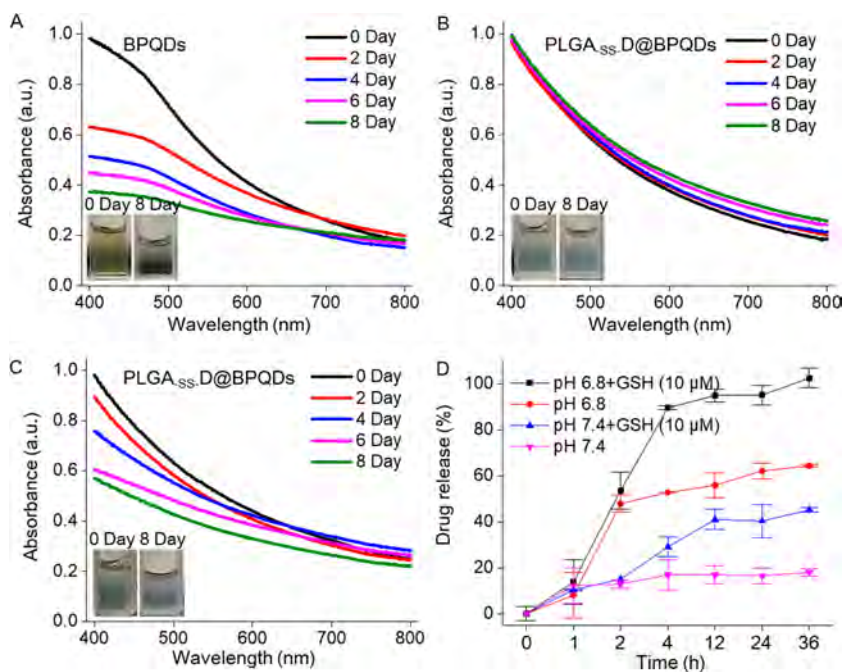 A
BPQDs
0 Day
2 Day
4 Day
6 Day
8 Day
0 Day 8 Day
Absorbance (a.u.)
1.0
0.8
0.6
0.4
0.2
0.0
400 500 600 700 800
Wavelength (nm)
B
PLGA-SS-D@BPQDs
0 Day
2 Day
4 Day
6 Day
8 Day
0 Day 8 Day
Absorbance (a.u.)
1.0
0.8
0.6
0.4
0.2
0.0
400 500 600 700 800
Wavelength (nm)
C
PLGA-SS-D@BPQDs
0 Day
2 Day
4 Day
6 Day
8 Day
0 Day 8 Day
Absorbance (a.u.)
1.0
0.8
0.6
0.4
0.2
0.0
400 500 600 700 800
Wavelength (nm)
D
pH 6.8+GSH (10 μM)
pH 6.8
pH 7.4+GSH (10 μM)
pH 7.4
Drug release (%)
100
80
60
40
20
0
0 1 2 4 12 24 36
Time (h)